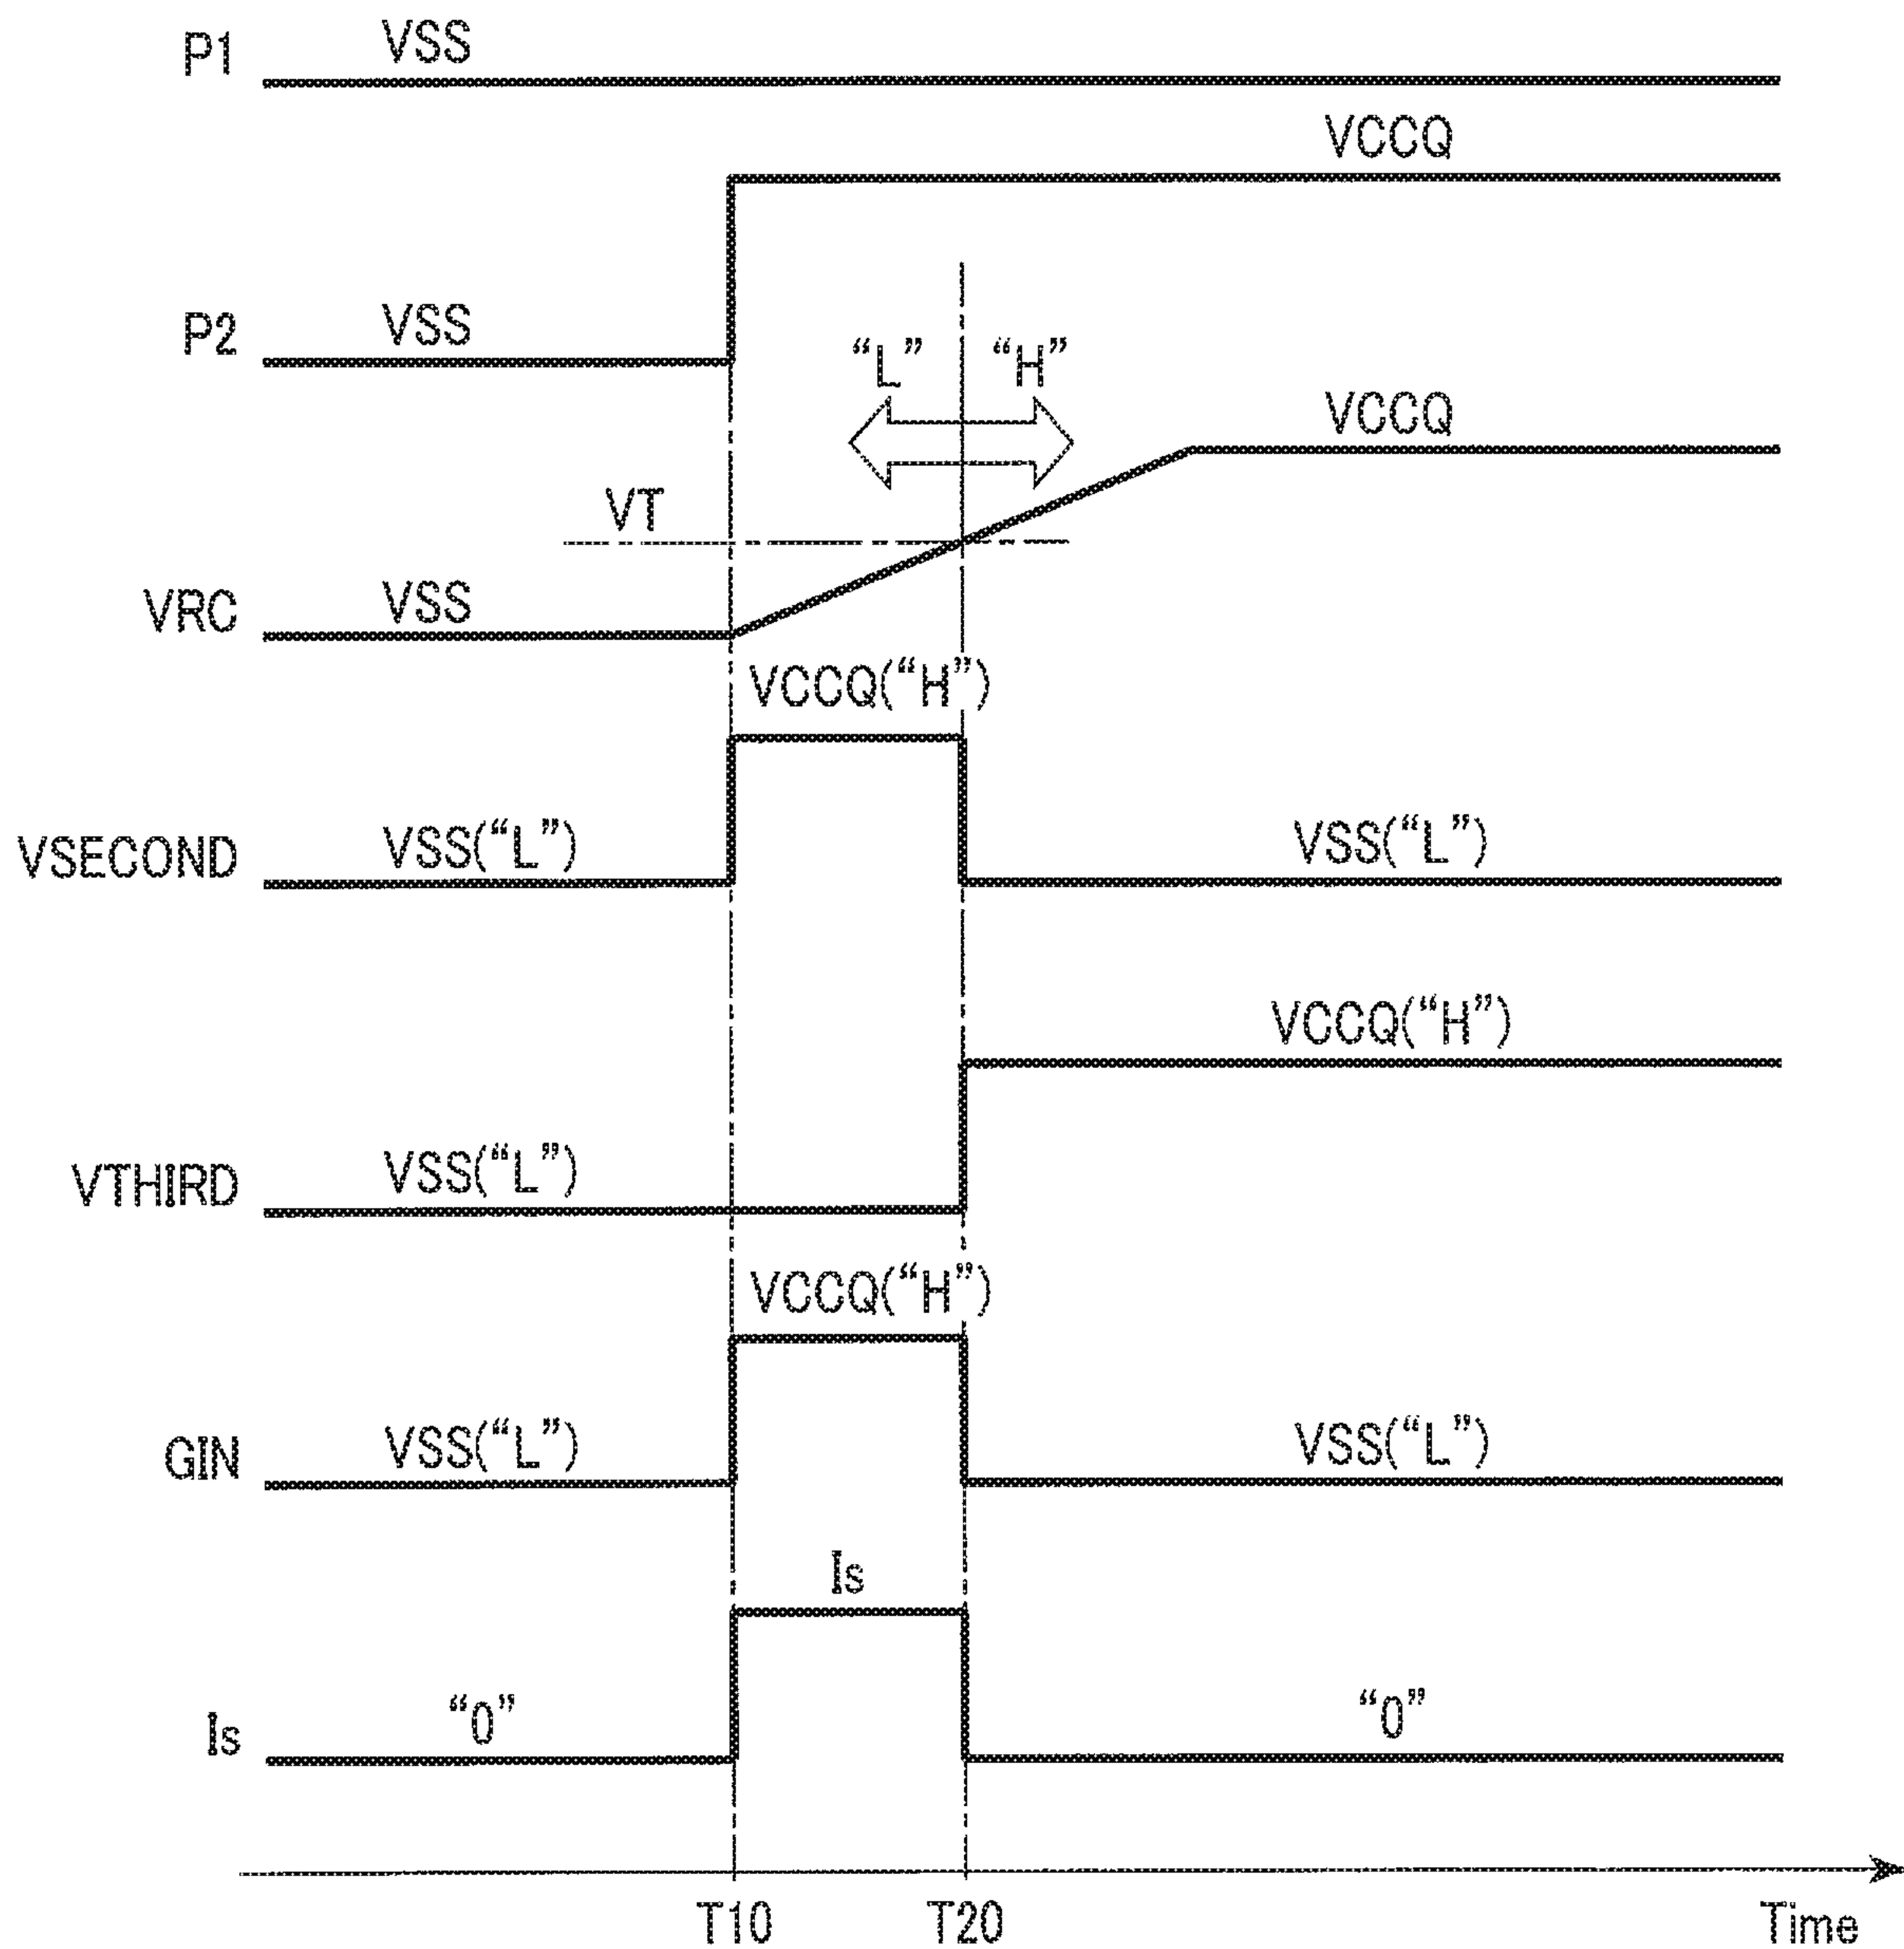 P1 VSS
VCCQ
P2 VSS
“L” “H”
VCCQ
VT
VRC VSS
VCCQ(“H”)
VSECOND VSS(“L”) VSS(“L”)
VCCQ(“H”)
VTHIRD VSS(“L”)
VCCQ(“H”)
GIN VSS(“L”) VSS(“L”)
Is
Is “0” “0”
T10 T20 Time